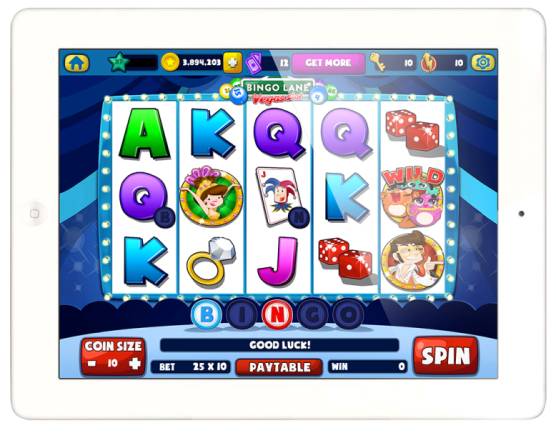 3,894,203
12
GET MORE
10
10
BINGO LANE
Vegas
A K Q Q
Q B J N K WILD
K J
B I N G O
GOOD LUCK!
COIN SIZE
- 10 +
BET 25 X 10
PAYTABLE
WIN 0
SPIN